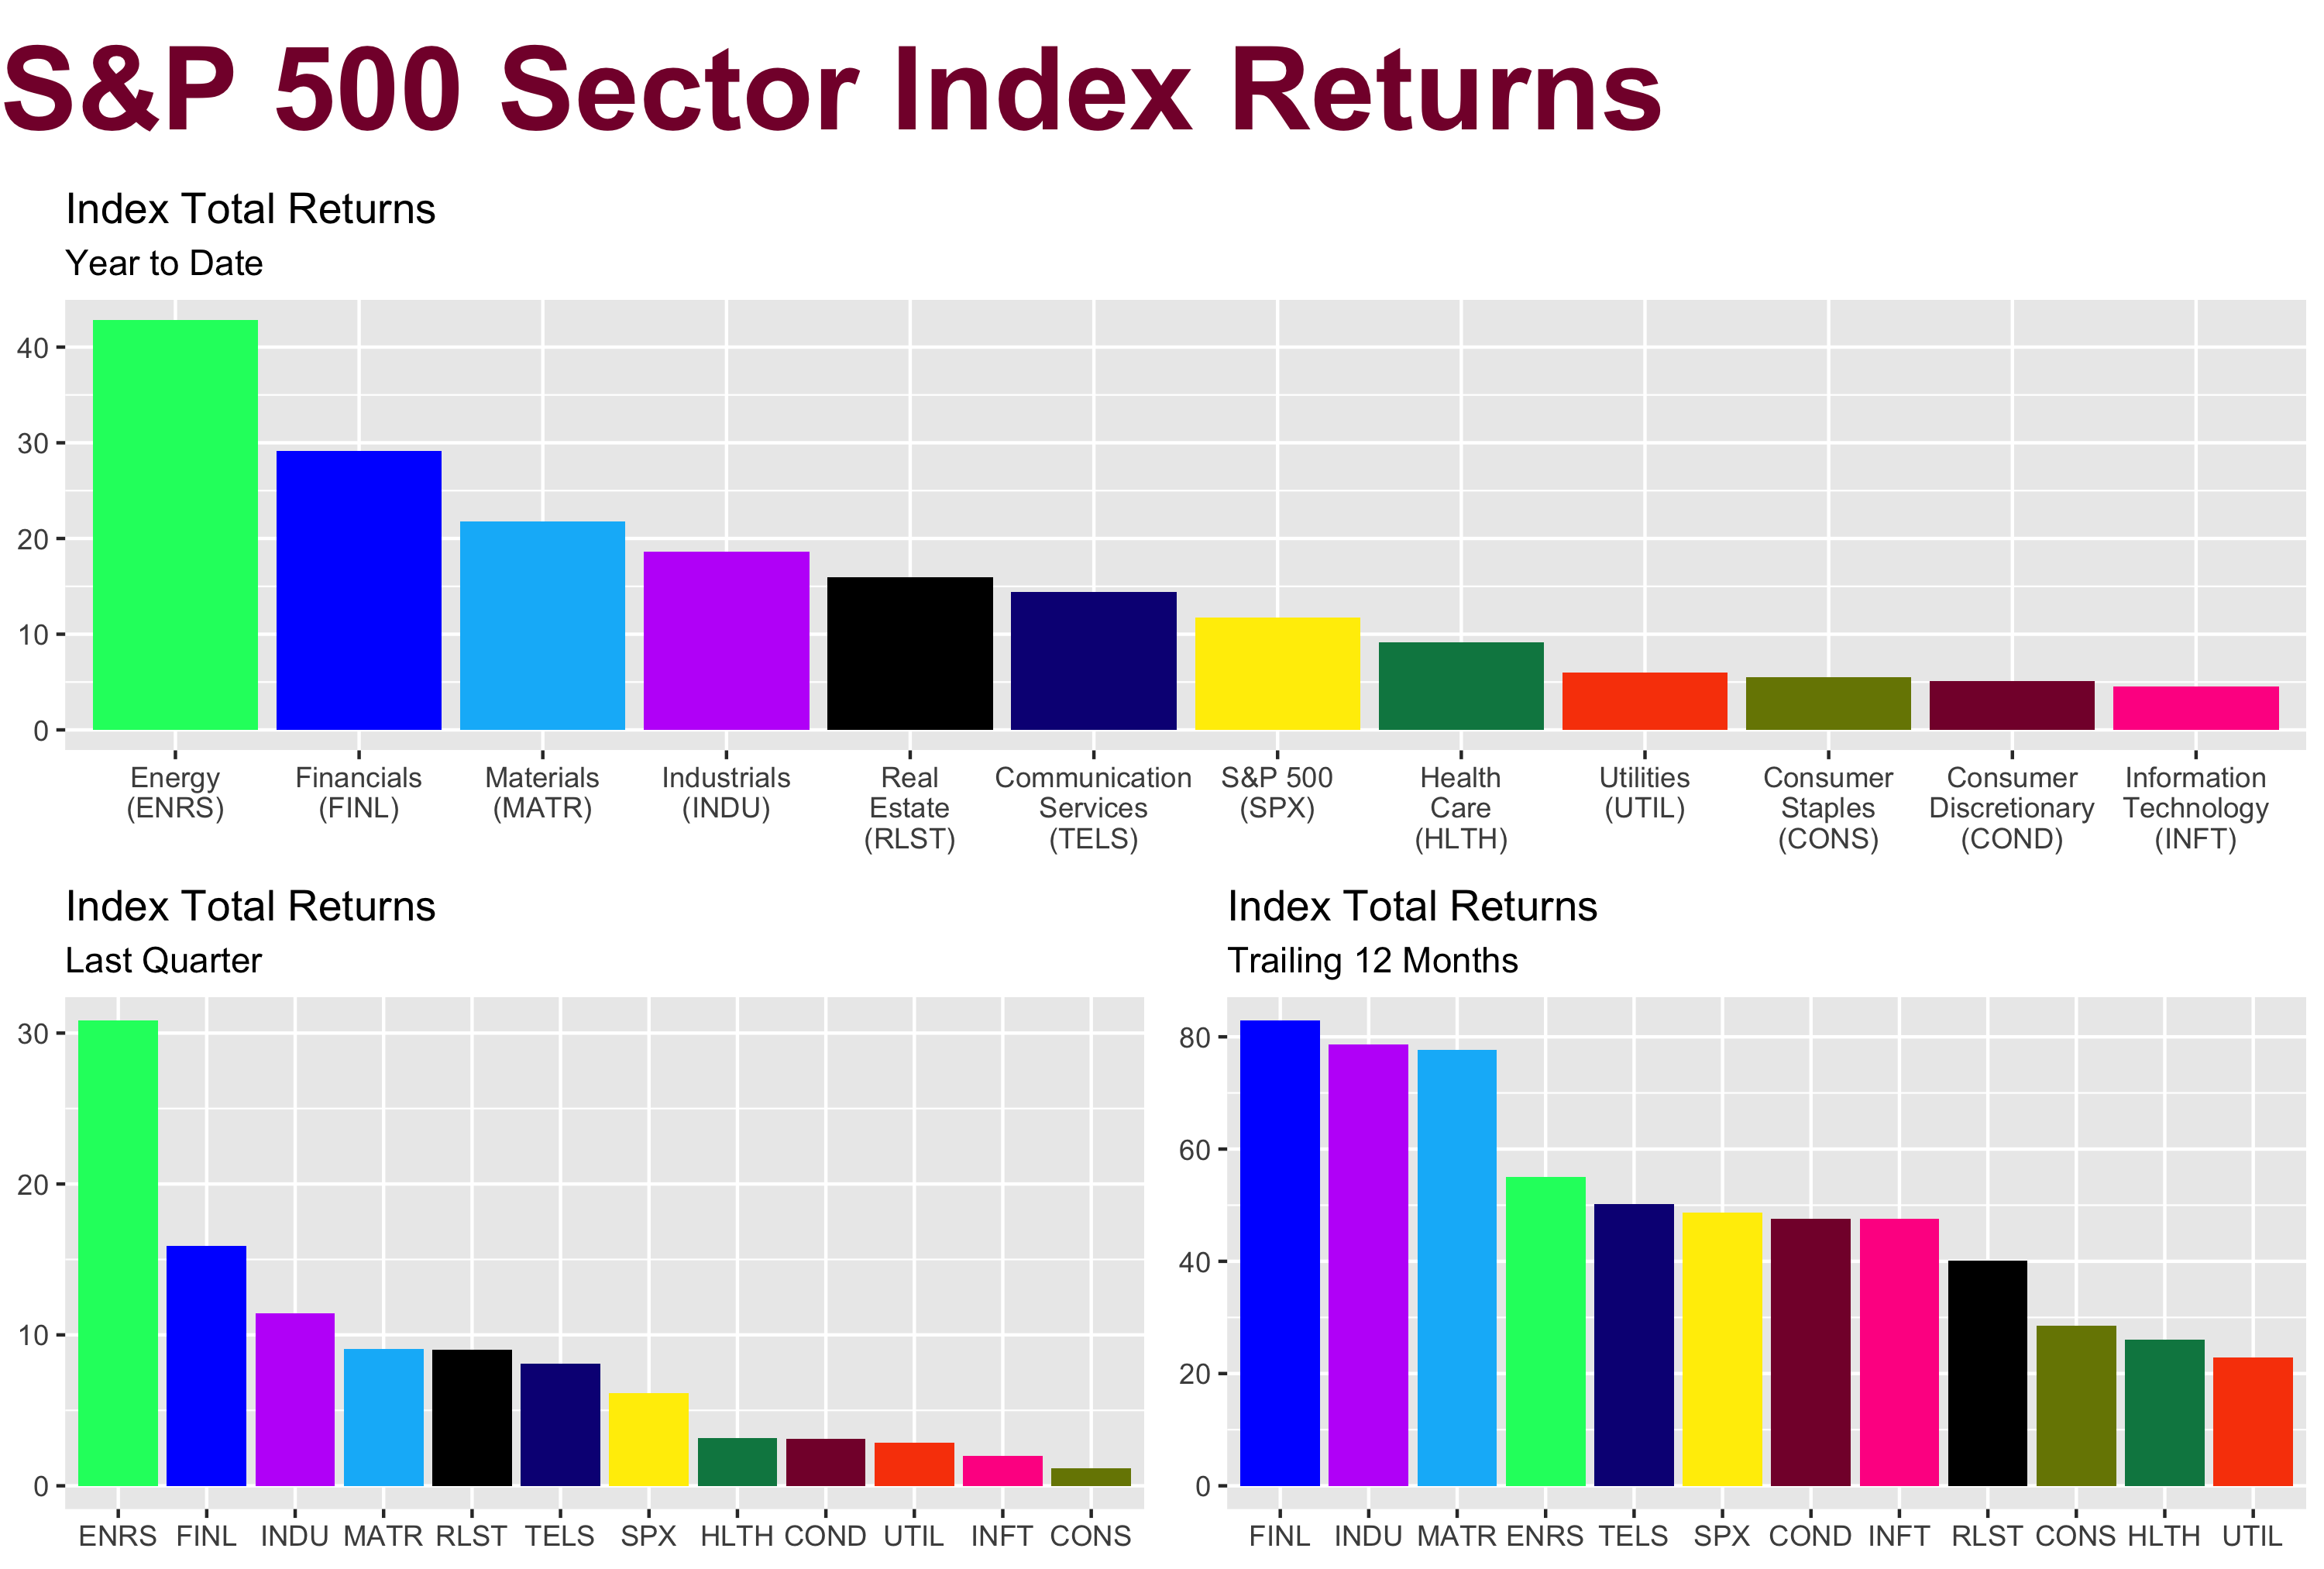 S&P 500 Sector Index Returns
Index Total Returns
Year to Date
40
30
20
10
0
Energy
(ENRS)
Financials
(FINL)
Materials
(MATR)
Industrials
(INDU)
Real
Estate
(RLST)
Communication
Services
(TELS)
S&P 500
(SPX)
Health
Care
(HLTH)
Utilities
(UTIL)
Consumer
Staples
(CONS)
Consumer
Discretionary
(COND)
Information
Technology
(INFT)
Index Total Returns
Last Quarter
30
20
10
0
ENRS FINL INDU MATR RLST TELS SPX HLTH COND UTIL INFT CONS
Index Total Returns
Trailing 12 Months
80
60
40
20
0
FINL INDU MATR ENRS TELS SPX COND INFT RLST CONS HLTH UTIL